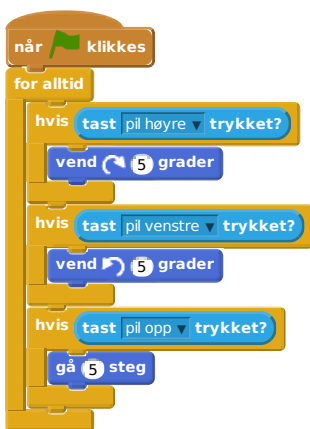 når klikkes
for alltid
hvis tast pil høyre trykket?
vend 5 grader
hvis tast pil venstre trykket?
vend 5 grader
hvis tast pil opp trykket?
gå 5 steg